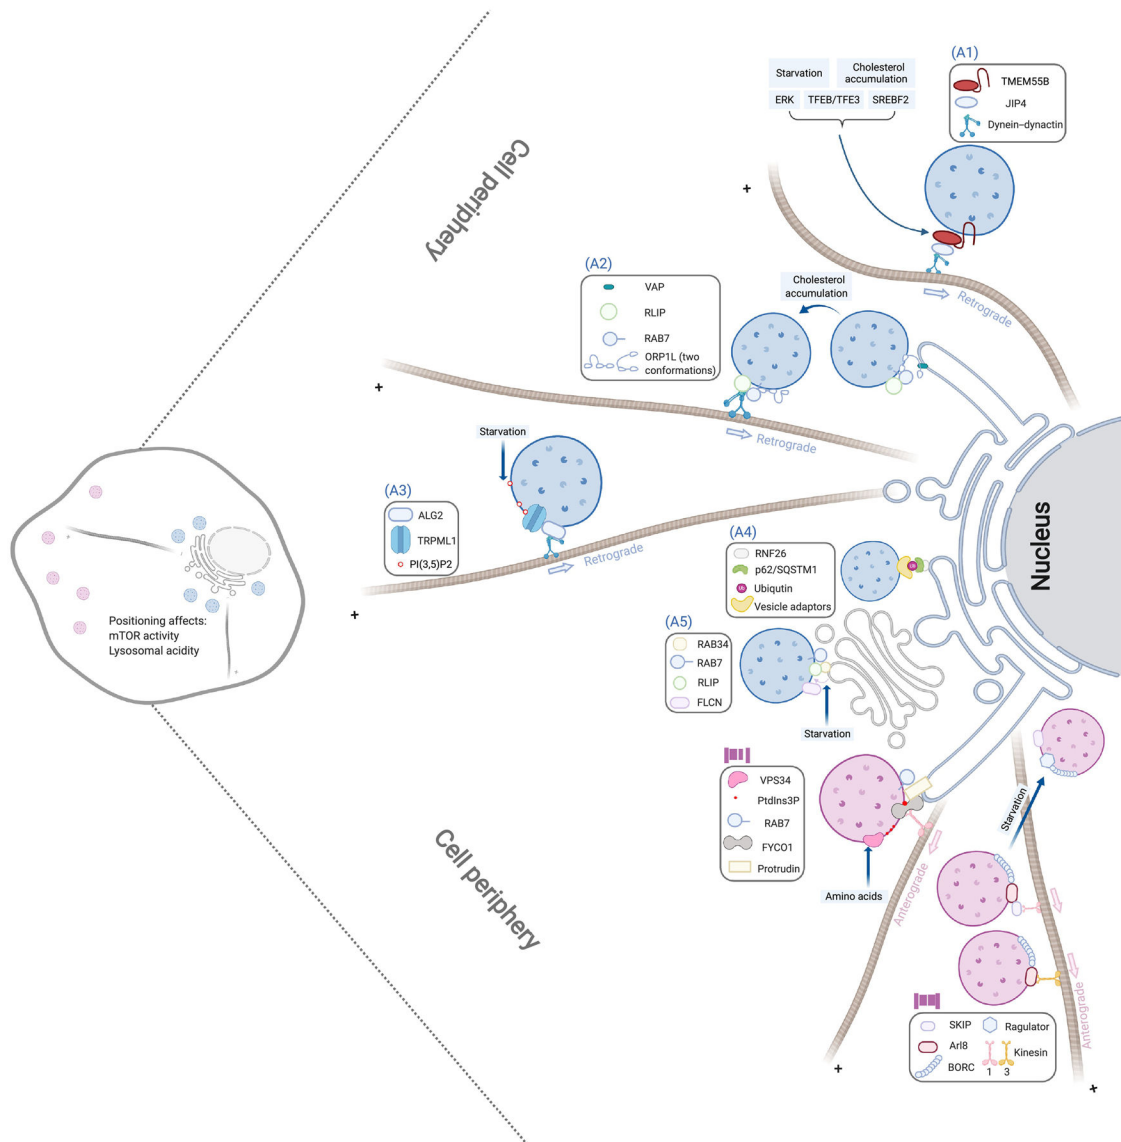 (A1)
Starvation
Cholesterol
accumulation
ERK
TFEB/TFE3
SREBF2
TMEM55B
JIP4
Dynein–dynactin
Cell periphery
+
Retrograde
(A2)
VAP
RLIP
RAB7
ORP1L (two
conformations)
Cholesterol
accumulation
+
Retrograde
(A3)
ALG2
TRPML1
PI(3,5)P2
Starvation
Retrograde
+
(A4)
RNF26
p62/SQSTM1
Ub
Ubiqutin
Vesicle adaptors
Ub
Nucleus
(A5)
RAB34
RAB7
RLIP
FLCN
Starvation
Positioning affects:
mTOR activity
Lysosomal acidity
VPS34
PtdIns3P
RAB7
FYCO1
Protrudin
Amino acids
Anterograde
Starvation
Cell periphery
Anterograde
SKIP
Ragulator
Arl8
Kinesin
BORC
1
3
+
+